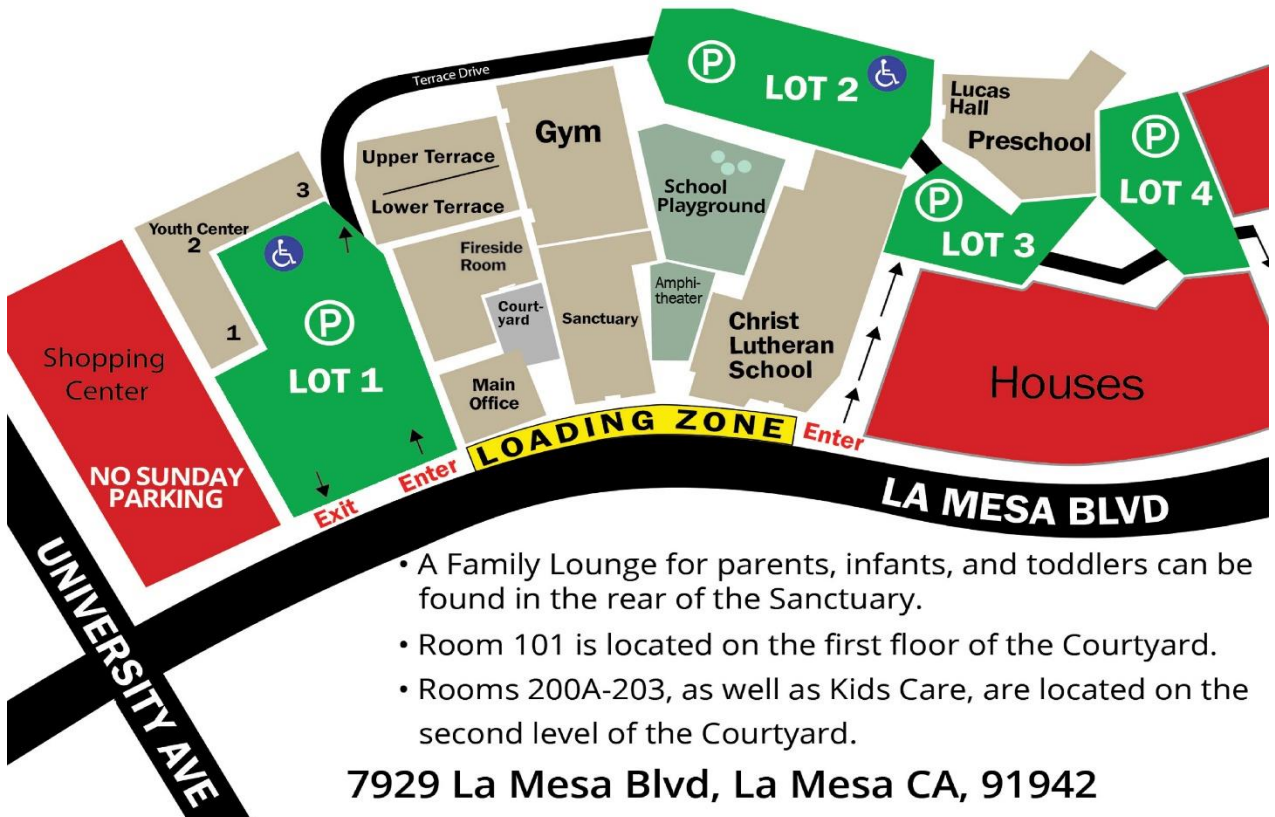 Terrace Drive
P
LOT 2
Lucas
Hall
Preschool
P
LOT 4
Gym
Upper Terrace
Lower Terrace
School
Playground
P
LOT 3
3
Youth Center
2
1
Fireside
Room
Court-
yard
Sanctuary
Amphi-
theater
Christ
Lutheran
School
P
LOT 1
Shopping
Center
NO SUNDAY
PARKING
Main
Office
Houses
LOADING ZONE
Enter
Enter
Exit
LA MESA BLVD
UNIVERSITY AVE
• A Family Lounge for parents, infants, and toddlers can be
found in the rear of the Sanctuary.
• Room 101 is located on the first floor of the Courtyard.
• Rooms 200A-203, as well as Kids Care, are located on the
second level of the Courtyard.
7929 La Mesa Blvd, La Mesa CA, 91942